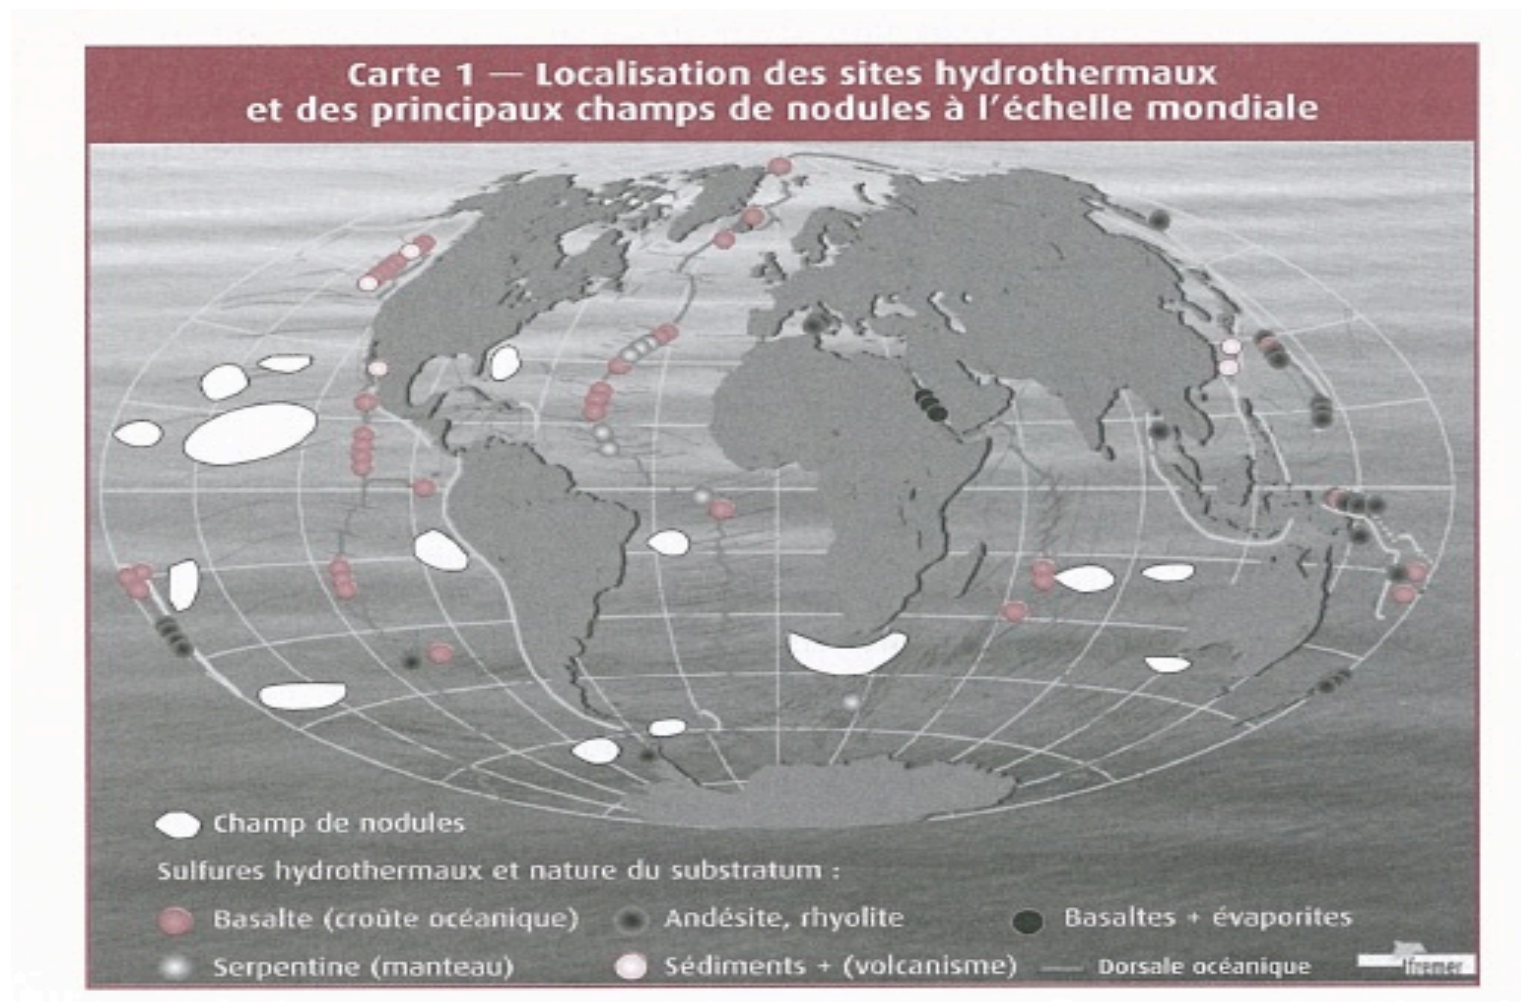 Carte 1 — Localisation des sites hydrothermaux
et des principaux champs de nodules à l'échelle mondiale
Champ de nodules
Sulfures hydrothermaux et nature du substratum :
Basalte (croûte océanique)
Andésite, rhyolite
Basaltes + évaporites
Serpentine (manteau)
Sédiments + (volcanisme)
Dorsale océanique
Ifremer